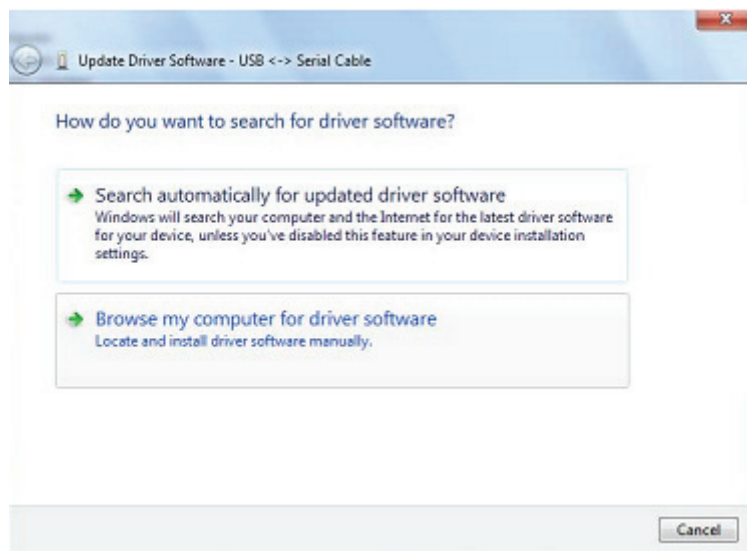 Update Driver Software - USB <-> Serial Cable
How do you want to search for driver software?
Search automatically for updated driver software
Windows will search your computer and the Internet for the latest driver software
for your device, unless you've disabled this feature in your device installation
settings.
Browse my computer for driver software
Locate and install driver software manually.
Cancel